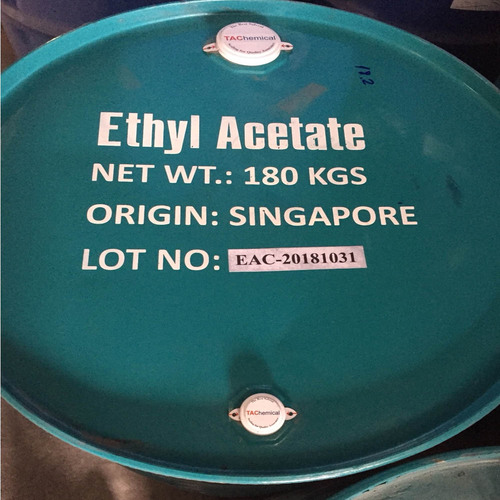 TAChemical
Ethyl Acetate
NET WT.: 180 KGS
ORIGIN: SINGAPORE
LOT NO: EAC-20181031
TAChemical